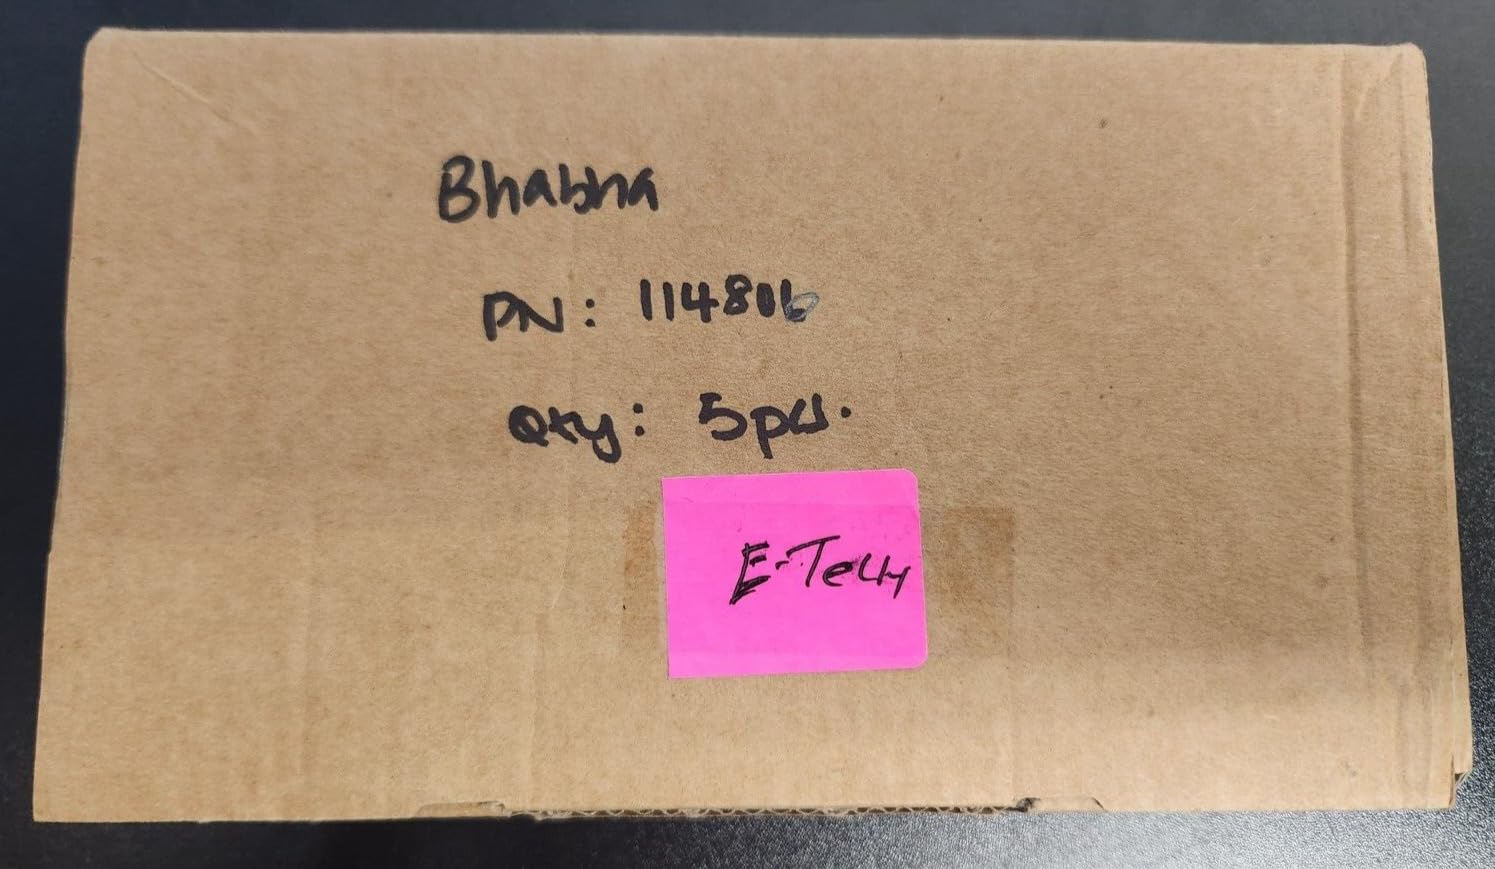 Bhabha
PN: 114806
Qty: 5pcs.
E-Tech